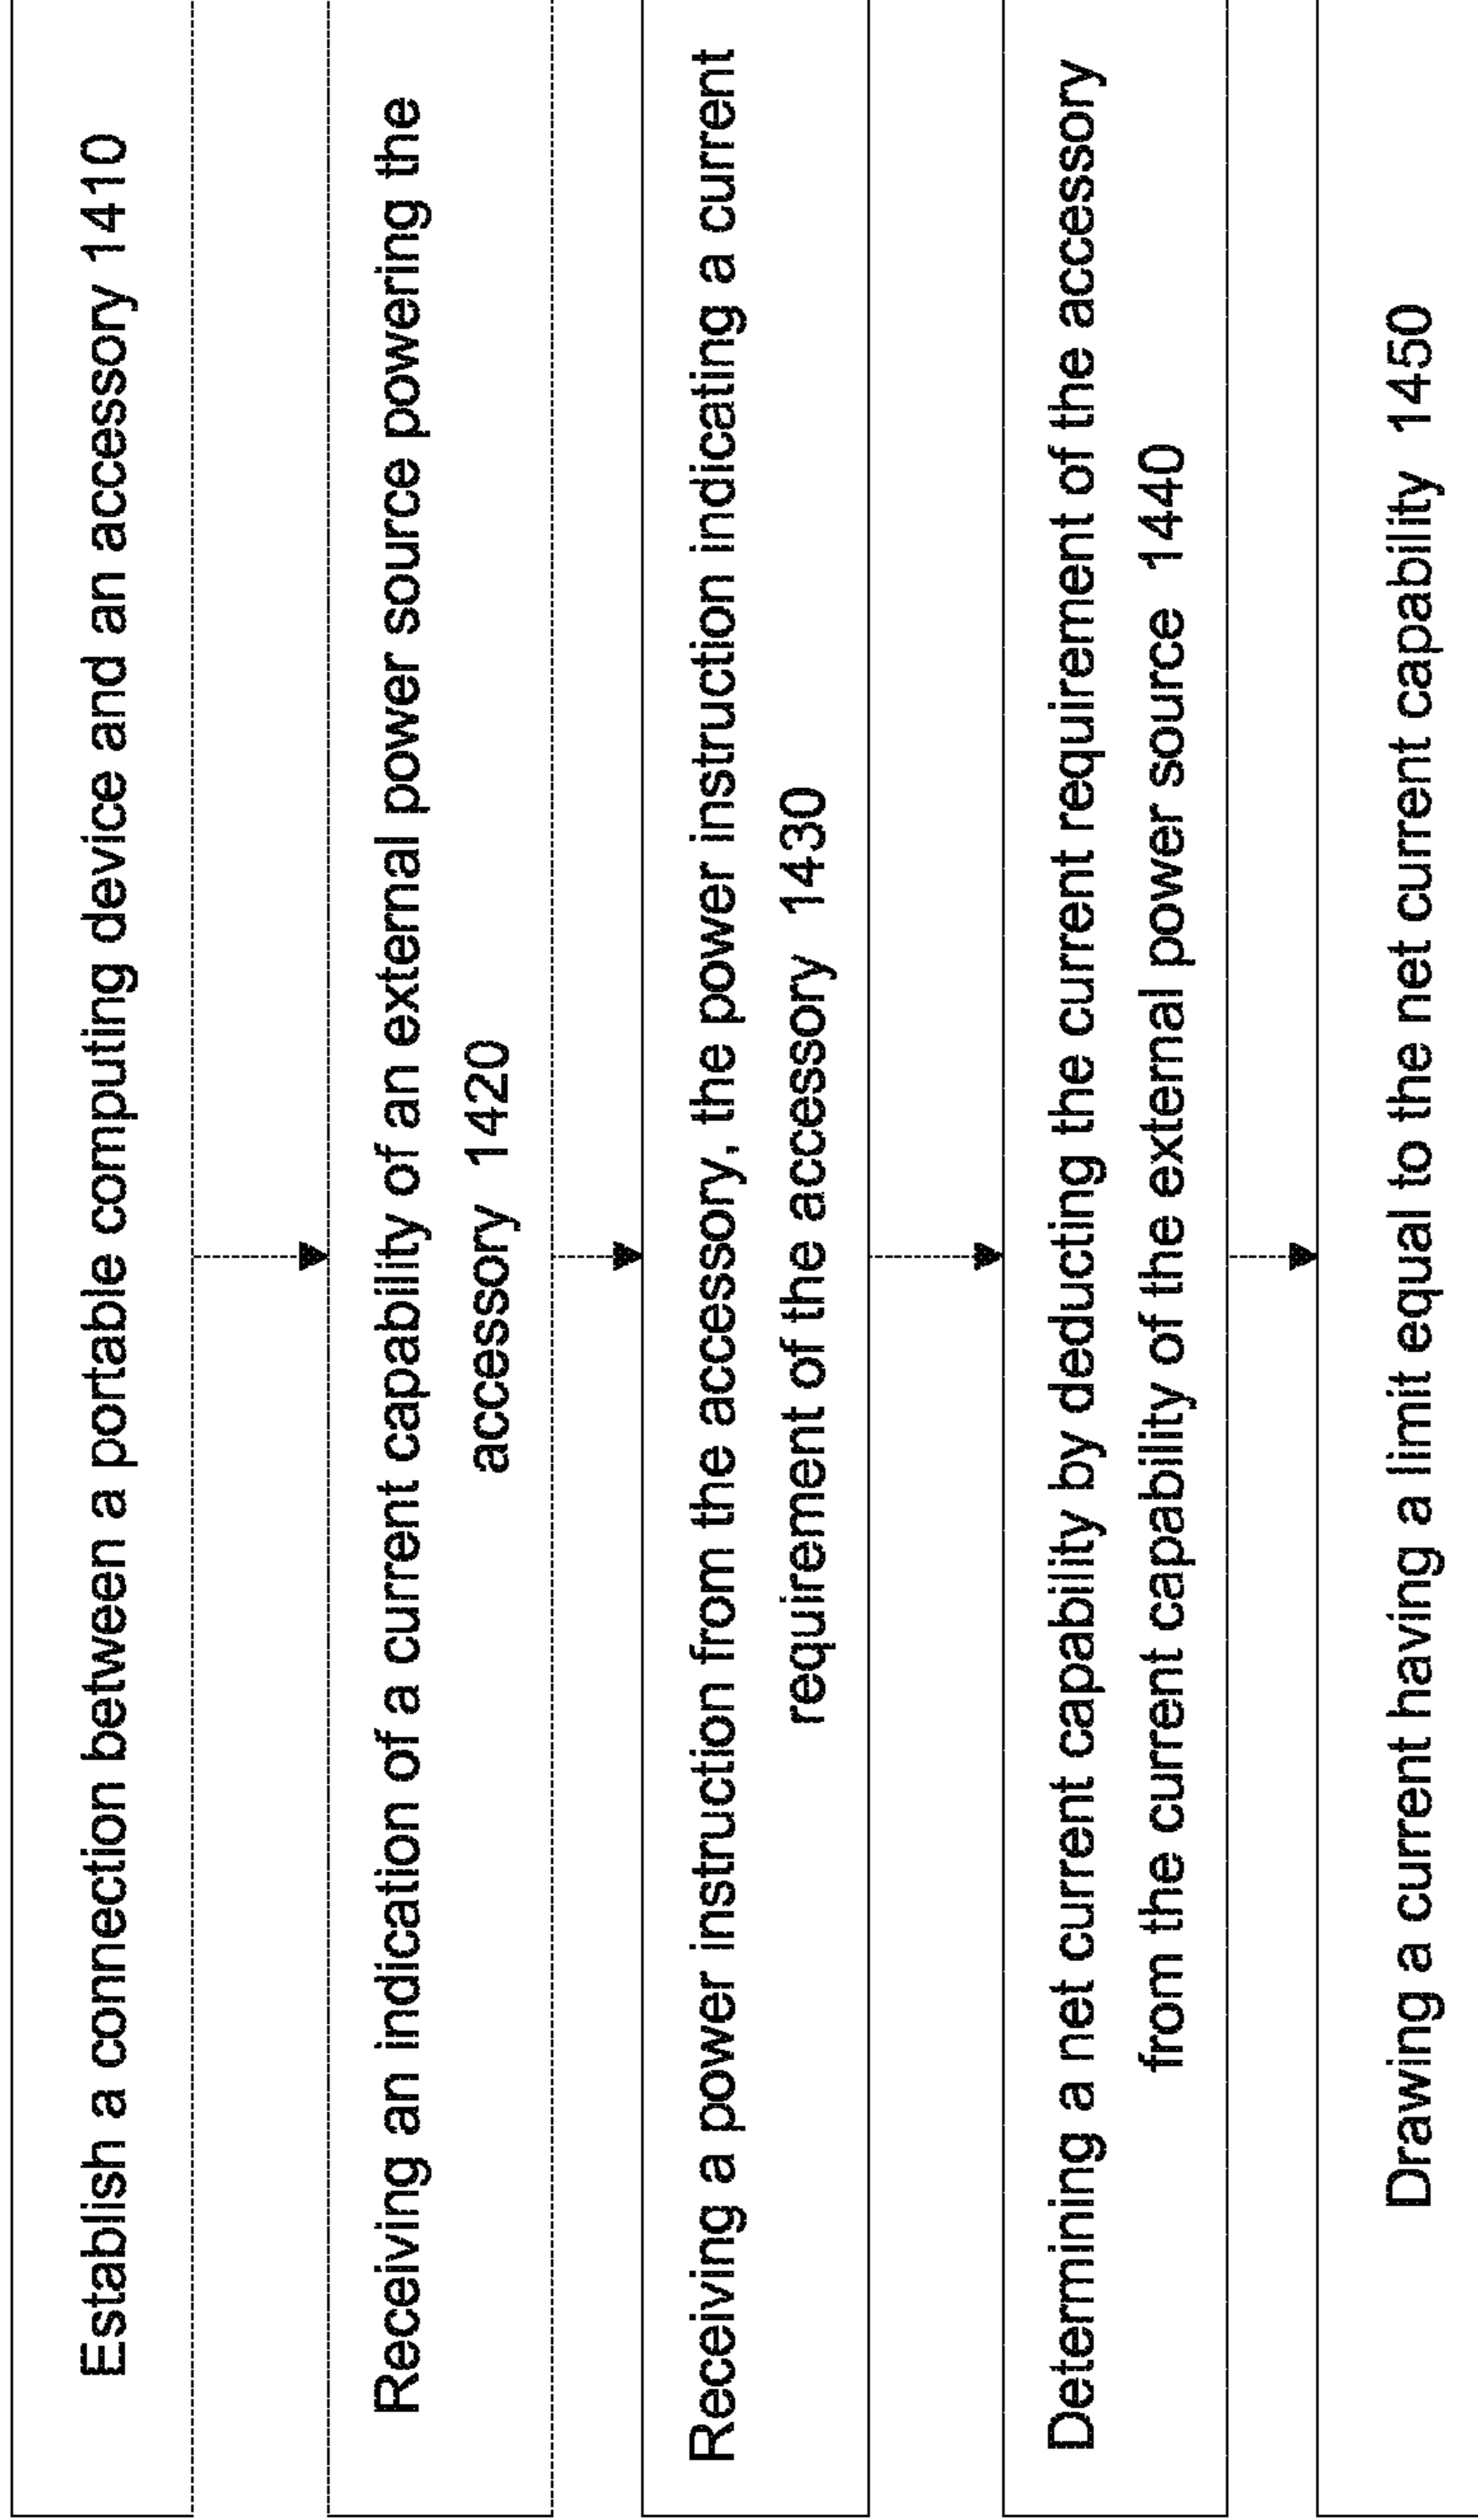 Establish a connection between a portable computing device and an accessory 1410
Receiving an indication of a current capability of an external power source powering the
accessory 1420
Receiving a power instruction from the accessory, the power instruction indicating a current
requirement of the accessory 1430
Determining a net current capability by deducting the current requirement of the accessory
from the current capability of the external power source 1440
Drawing a current having a limit equal to the net current capability 1450